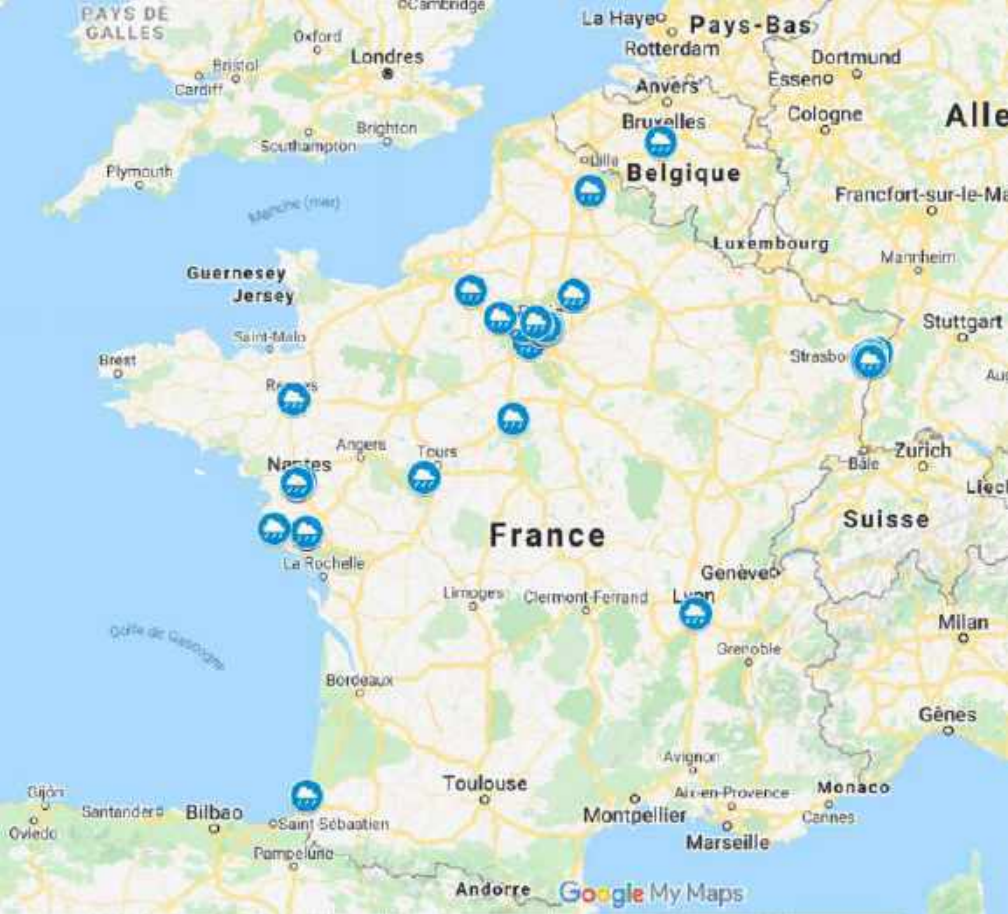 Cambridge
PAYS DE
GALLES
La Haye
Pays-Bas
Oxford
Rotterdam
Londres
Dortmund
Bristol
Essen
Cardiff
Anvers
Cologne
Alle
Bruxelles
Brighton
Southampton
Lille
Plymouth
Belgique
Francfort-sur-le-Ma
Manche (mer)
Luxembourg
Mannheim
Guernesey
Jersey
Stuttgart
Saint-Malo
Strasbo
Brest
Rennes
Angers
Tours
Zurich
Nantes
Bâle
Liech
Suisse
France
La Rochelle
Genève
Limoges
Clermont-Ferrand
Lyon
Golfe de Gascogne
Milan
Grenoble
Bordeaux
Gênes
Avignon
Toulouse
Monaco
Gijón
Aix-en-Provence
Santander
Bilbao
Montpellier
Cannes
Saint-Sébastien
Oviedo
Marseille
Pampelune
Andorre
Google My Maps